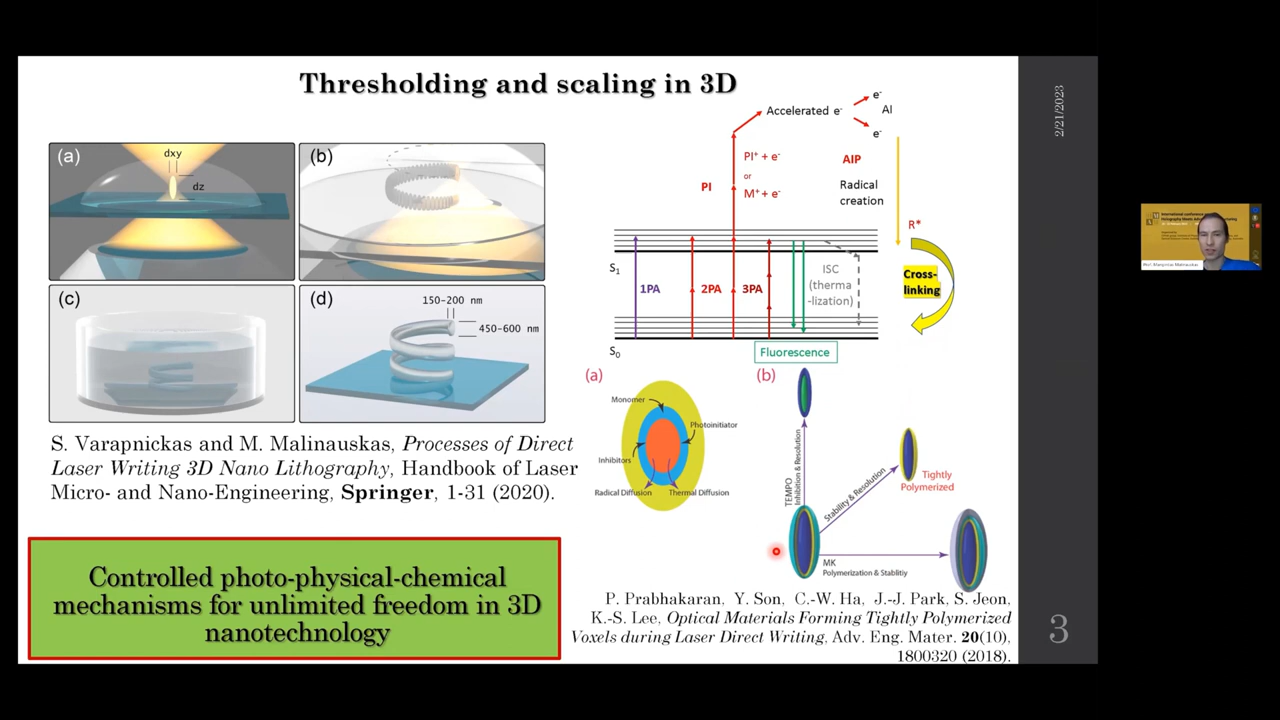 Thresholding and scaling in 3D
2/21/2023
(a)
dxy
dz
(b)
(c)
(d)
150-200 nm
450-600 nm
S. Varapnickas and M. Malinauskas, Processes of Direct
Laser Writing 3D Nano Lithography, Handbook of Laser
Micro- and Nano-Engineering, Springer, 1-31 (2020).
Controlled photo-physical-chemical
mechanisms for unlimited freedom in 3D
nanotechnology
Accelerated e-
e-
AI
e-
PI+ + e-
or
M+ + e-
PI
AIP
Radical
creation
R*
S1
1PA
2PA
3PA
ISC
(therma
-lization)
Cross-
linking
S0
Fluorescence
(a)
Monomer
Photoinitiator
Inhibitors
Radical Diffusion
Thermal Diffusion
(b)
TEMPO
Inhibition & Resolution
Stability & Resolution
Tightly
Polymerized
MK
Polymerization & Stablitiy
P. Prabhakaran, Y. Son, C.-W. Ha, J.-J. Park, S. Jeon,
K.-S. Lee, Optical Materials Forming Tightly Polymerized
Voxels during Laser Direct Writing, Adv. Eng. Mater. 20(10),
1800320 (2018).
3